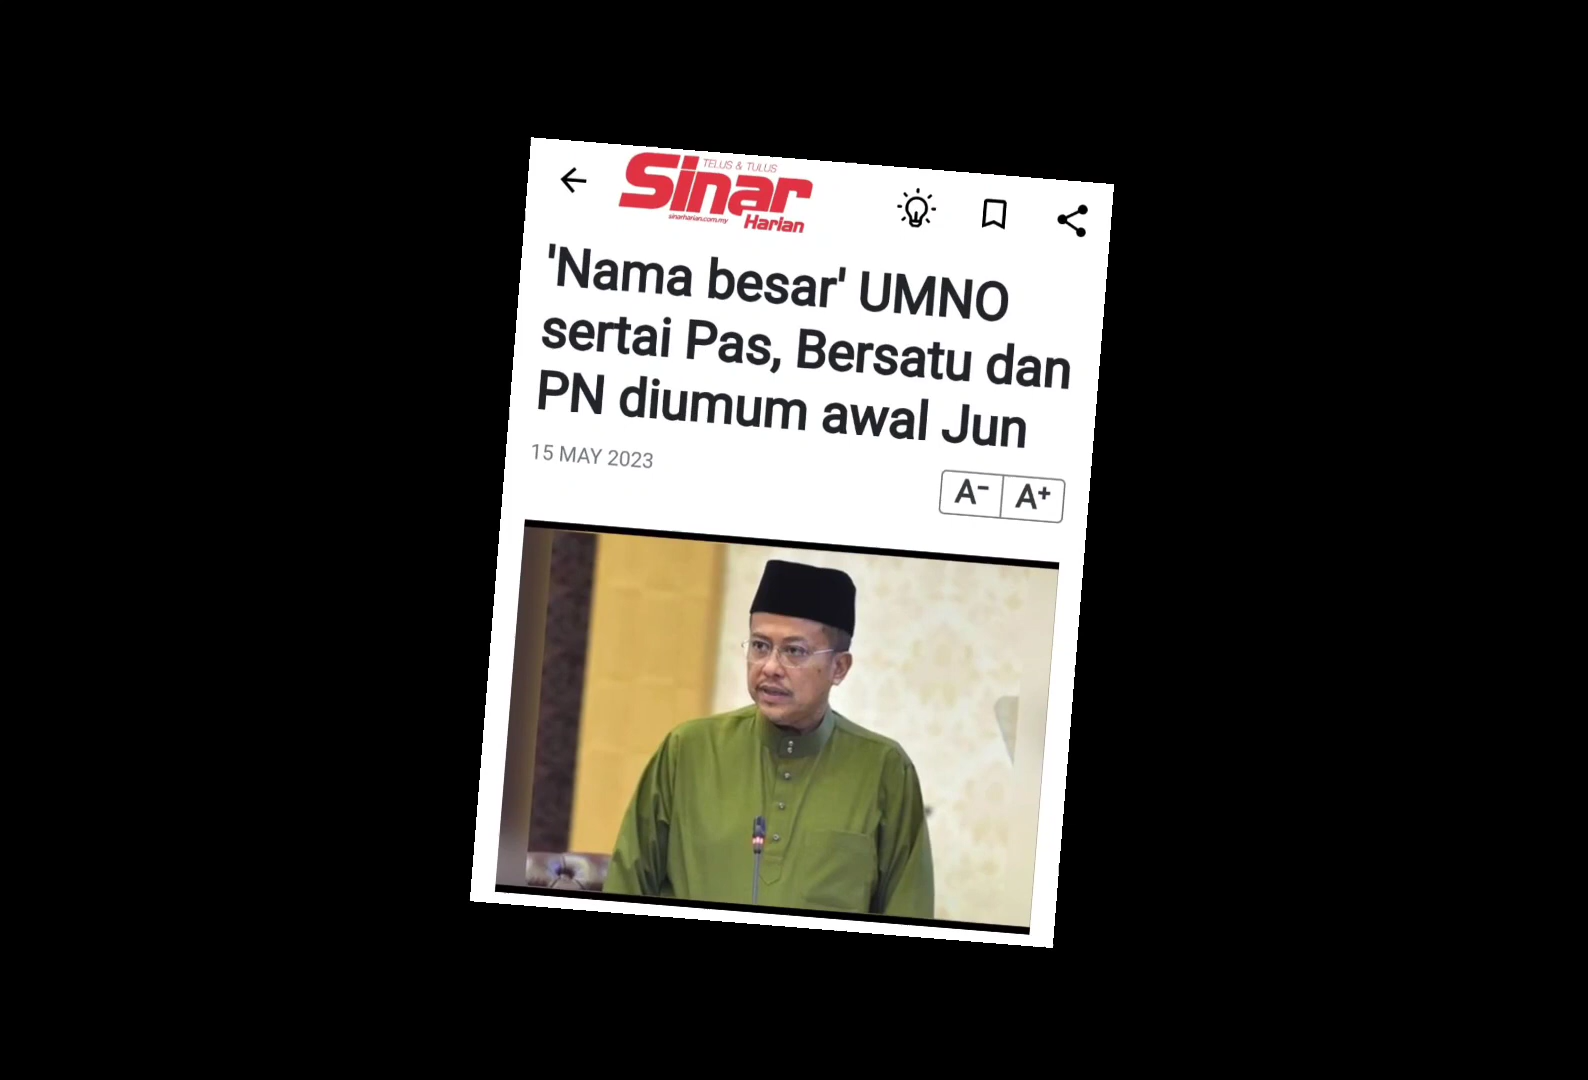 TELUS & TULUS
Sinar
sinarharian.com.my
Harian
'Nama besar' UMNO
sertai Pas, Bersatu dan
PN diumum awal Jun
15 MAY 2023
A- A+